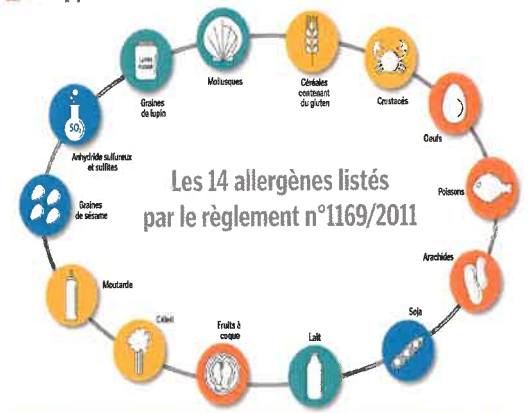 Mollusques
Céréales
contenant
du gluten
Crustacés
Oeufs
Poissons
Arachides
Soja
Lait
Fruits à
coque
Céleri
Moutarde
Graines
de sésame
Anhydride sulfureux
et sulfites
SO₂
Graines
de lupin
Les 14 allergènes listés
par le règlement n°1169/2011